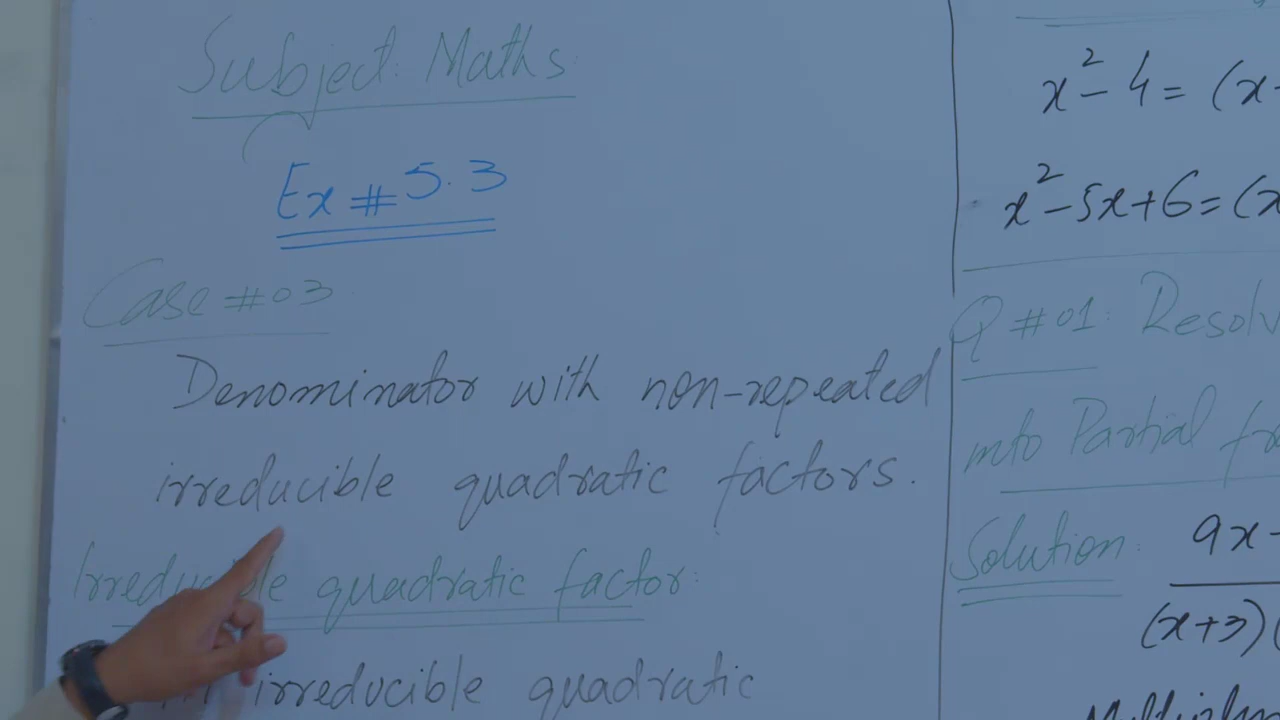 Subject: Maths.
Ex # 5.3
Case # 03
Denominator with non-repeated
irreducible quadratic factors.
Irreducible quadratic factor:
irreducible quadratic
x² - 4 = (x
x² - 5x + 6 = (x
Q # 01: Resolv
into Partial fr
Solution:
9x -
(x+3)(